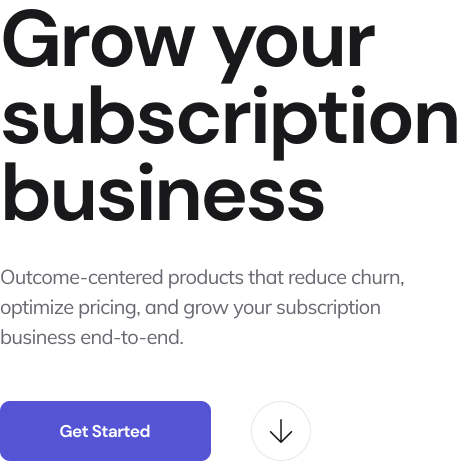 Grow your
subscription
business
Outcome-centered products that reduce churn,
optimize pricing, and grow your subscription
business end-to-end.
Get Started